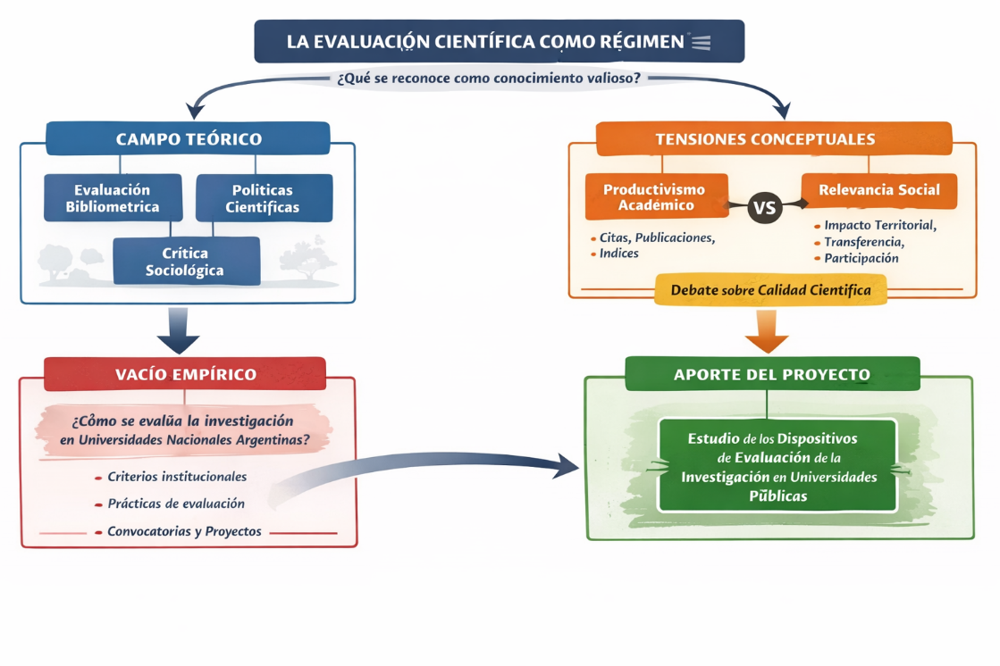 LA EVALUACIÓN CIENTÍFICA COMO RÉGIMEN
¿Qué se reconoce como conocimiento valioso?
CAMPO TEÓRICO
Evaluación
Bibliometrica
Politicas
Cientificas
Crítica
Sociológica
TENSIONES CONCEPTUALES
Productivismo
Académico
VS
Relevancia Social
• Citas, Publicaciones,
• Indices
• Impacto Territorial,
• Transferencia,
• Participación
Debate sobre Calidad Cientifica
VACÍO EMPÍRICO
¿Cômo se evalúa la investigación
en Universidades Nacionales Argentinas?
• Criterios institucionales
• Prácticas de evaluación
• Convocatorias y Proyectos
APORTE DEL PROYECTO
Estudio de los Dispositivos
de Evaluación de la
Investigación en Universidades
Pūblicas